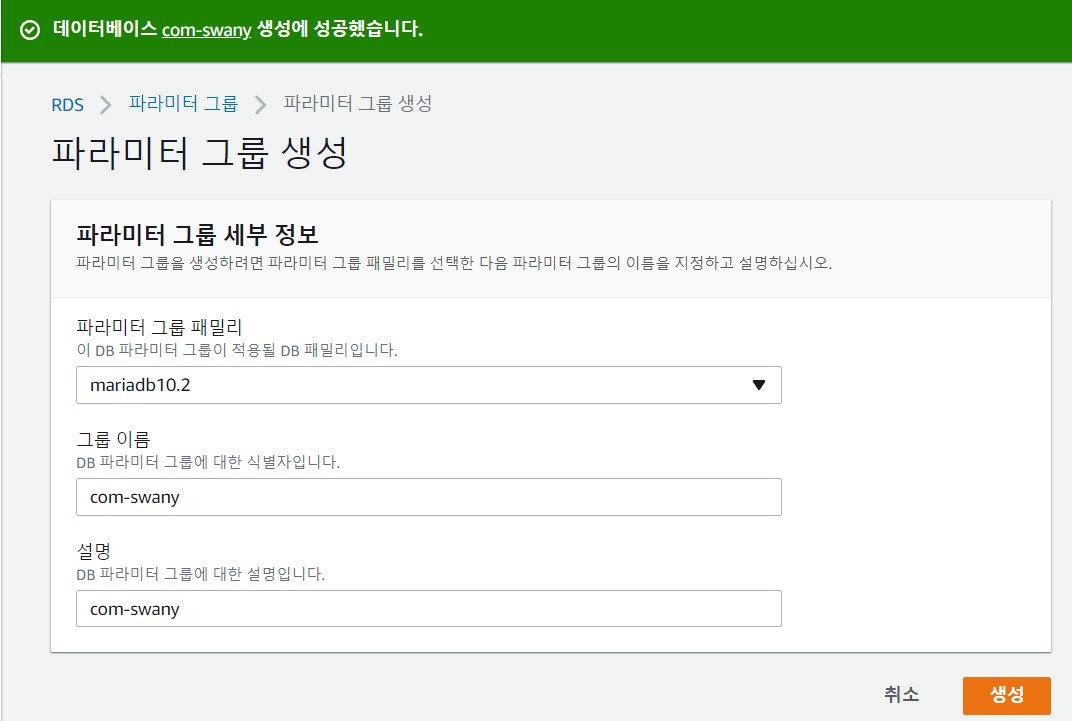 데이터베이스 com-swany 생성에 성공했습니다.
RDS > 파라미터 그룹 > 파라미터 그룹 생성
파라미터 그룹 생성
파라미터 그룹 세부 정보
파라미터 그룹을 생성하려면 파라미터 그룹 패밀리를 선택한 다음 파라미터 그룹의 이름을 지정하고 설명하십시오.
파라미터 그룹 패밀리
이 DB 파라미터 그룹이 적용될 DB 패밀리입니다.
mariadb10.2
그룹 이름
DB 파라미터 그룹에 대한 식별자입니다.
com-swany
설명
DB 파라미터 그룹에 대한 설명입니다.
com-swany
취소 생성